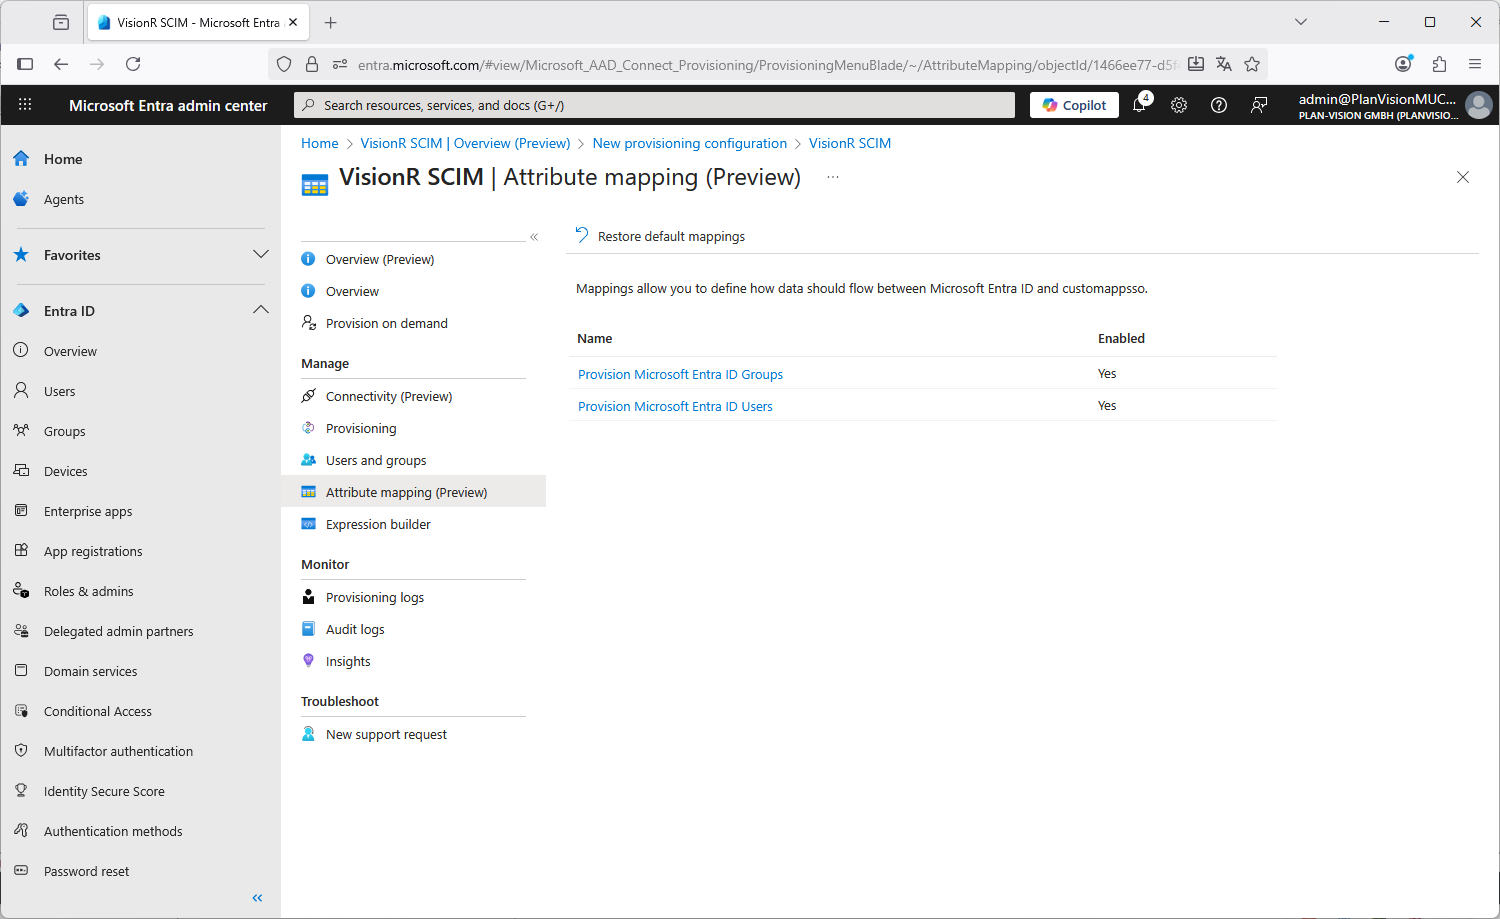 VisionR SCIM - Microsoft Entra
entra.microsoft.com/#view/Microsoft_AAD_Connect_Provisioning/ProvisioningMenuBlade/~/AttributeMapping/objectId/1466ee77-d5f
Microsoft Entra admin center
Search resources, services, and docs (G+/)
Copilot
4
admin@PlanVisionMUC...
PLAN-VISION GMBH (PLANVISIO...
Home
Agents
Favorites
Entra ID
Overview
Users
Groups
Devices
Enterprise apps
App registrations
Roles & admins
Delegated admin partners
Domain services
Conditional Access
Multifactor authentication
Identity Secure Score
Authentication methods
Password reset
Home > VisionR SCIM | Overview (Preview) > New provisioning configuration > VisionR SCIM
VisionR SCIM | Attribute mapping (Preview) ...
Overview (Preview)
Overview
Provision on demand
Manage
Connectivity (Preview)
Provisioning
Users and groups
Attribute mapping (Preview)
Expression builder
Monitor
Provisioning logs
Audit logs
Insights
Troubleshoot
New support request
Restore default mappings
Mappings allow you to define how data should flow between Microsoft Entra ID and customappsso.
Name Enabled
Provision Microsoft Entra ID Groups Yes
Provision Microsoft Entra ID Users Yes